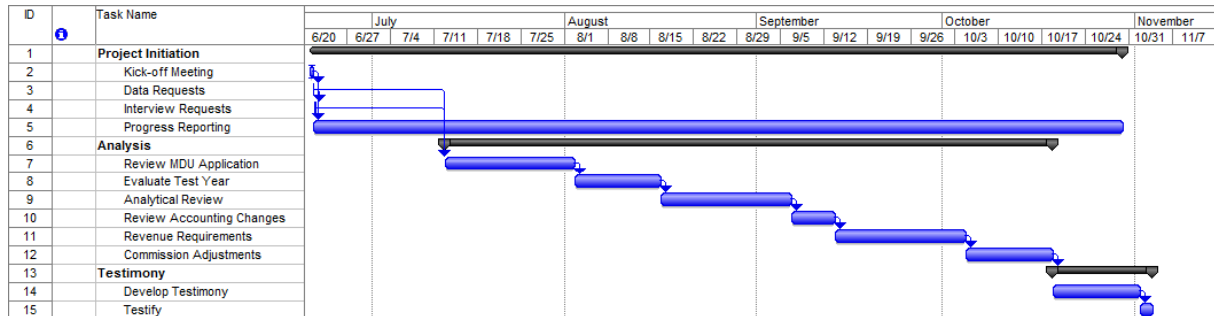 ID Task Name
July August September October November
6/20 6/27 7/4 7/11 7/18 7/25 8/1 8/8 8/15 8/22 8/29 9/5 9/12 9/19 9/26 10/3 10/10 10/17 10/24 10/31 11/7
1 Project Initiation
2 Kick-off Meeting
3 Data Requests
4 Interview Requests
5 Progress Reporting
6 Analysis
7 Review MDU Application
8 Evaluate Test Year
9 Analytical Review
10 Review Accounting Changes
11 Revenue Requirements
12 Commission Adjustments
13 Testimony
14 Develop Testimony
15 Testify